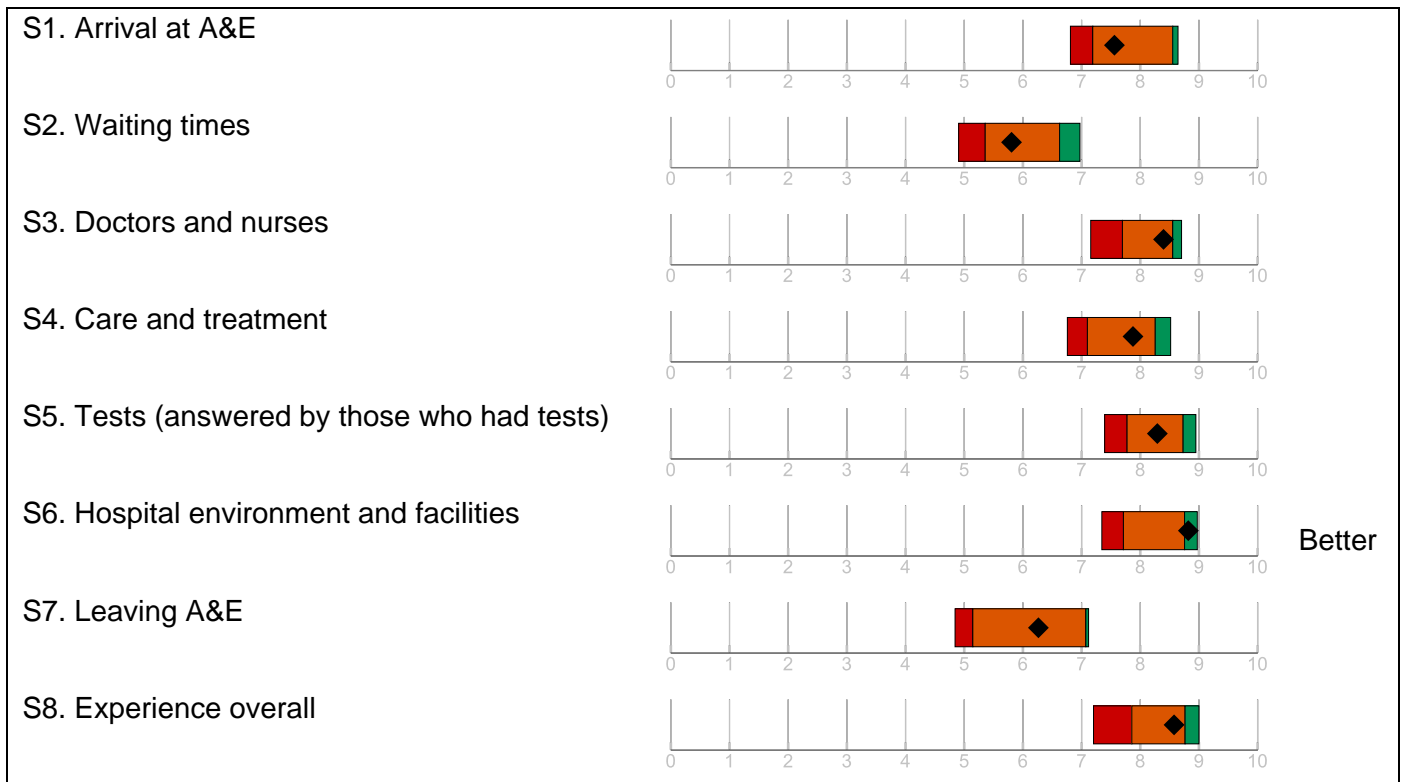 S1. Arrival at A&E
0 1 2 3 4 5 6 7 8 9 10
S2. Waiting times
0 1 2 3 4 5 6 7 8 9 10
S3. Doctors and nurses
0 1 2 3 4 5 6 7 8 9 10
S4. Care and treatment
0 1 2 3 4 5 6 7 8 9 10
S5. Tests (answered by those who had tests)
0 1 2 3 4 5 6 7 8 9 10
S6. Hospital environment and facilities
Better
0 1 2 3 4 5 6 7 8 9 10
S7. Leaving A&E
0 1 2 3 4 5 6 7 8 9 10
S8. Experience overall
0 1 2 3 4 5 6 7 8 9 10